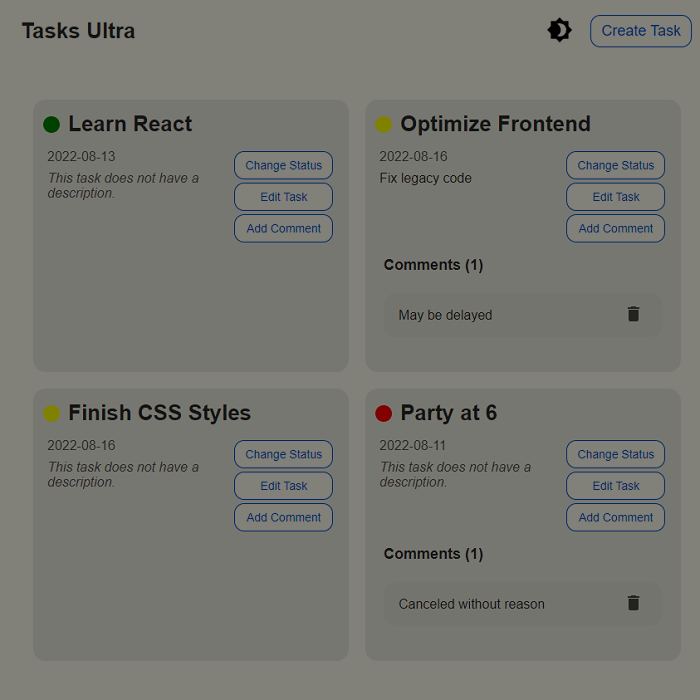 Tasks Ultra
Create Task
Learn React
2022-08-13
This task does not have a
description.
Change Status
Edit Task
Add Comment
Optimize Frontend
2022-08-16
Fix legacy code
Change Status
Edit Task
Add Comment
Comments (1)
May be delayed
Finish CSS Styles
2022-08-16
This task does not have a
description.
Change Status
Edit Task
Add Comment
Party at 6
2022-08-11
This task does not have a
description.
Change Status
Edit Task
Add Comment
Comments (1)
Canceled without reason